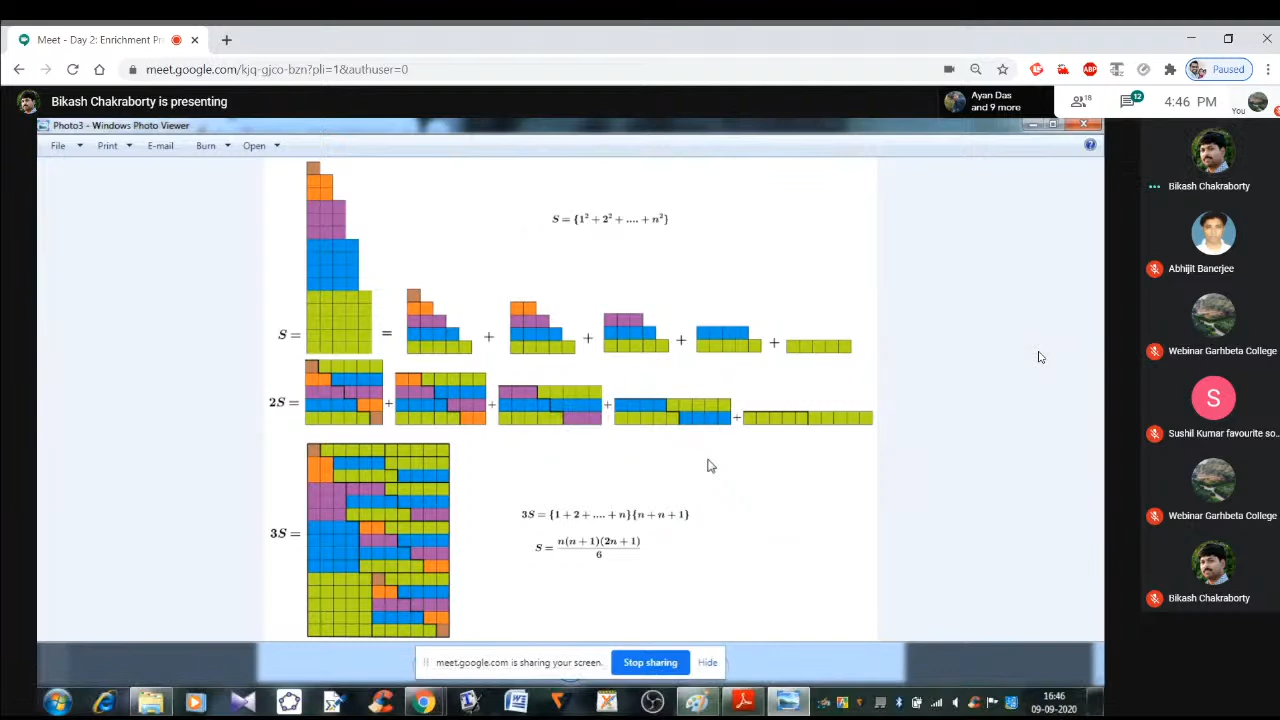 Meet - Day 2: Enrichment Pr
meet.google.com/kjq-gjco-bzn?pli=1&authuser=0
ABP
Paused
Bikash Chakraborty is presenting
Ayan Das
and 9 more
18
12
4:46 PM
You
Photo3 - Windows Photo Viewer
File
Print
E-mail
Burn
Open
S = {1² + 2² + .... + n²}
S =
=
+
+
+
+
2S =
+
+
+
+
3S =
3S = {1 + 2 + .... + n}{n + n + 1}
S = n(n + 1)(2n + 1)
6
Bikash Chakraborty
Abhijit Banerjee
Webinar Garhbeta College
S
Sushil Kumar favourite so...
Webinar Garhbeta College
Bikash Chakraborty
meet.google.com is sharing your screen.
Stop sharing
Hide
16:46
09-09-2020